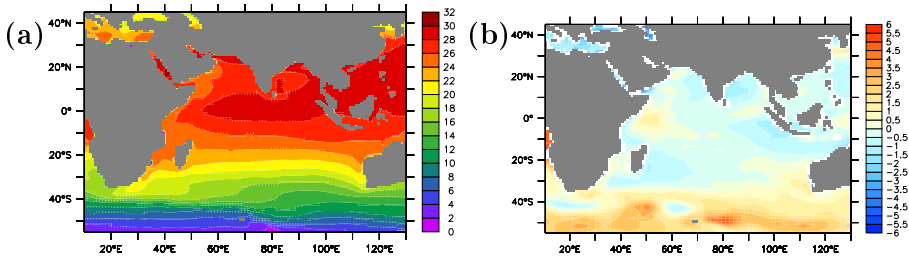 (a)
40°N
20°N
0°
20°S
40°S
20°E
40°E
60°E
80°E
100°E
120°E
32
30
28
26
24
22
20
18
16
14
12
10
8
6
4
2
0
(b)
40°N
20°N
0°
20°S
40°S
20°E
40°E
60°E
80°E
100°E
120°E
6
5.5
5
4.5
4
3.5
3
2.5
2
1.5
1
0.5
0
−0.5
−1
−1.5
−2
−2.5
−3
−3.5
−4
−4.5
−5
−5.5
−6